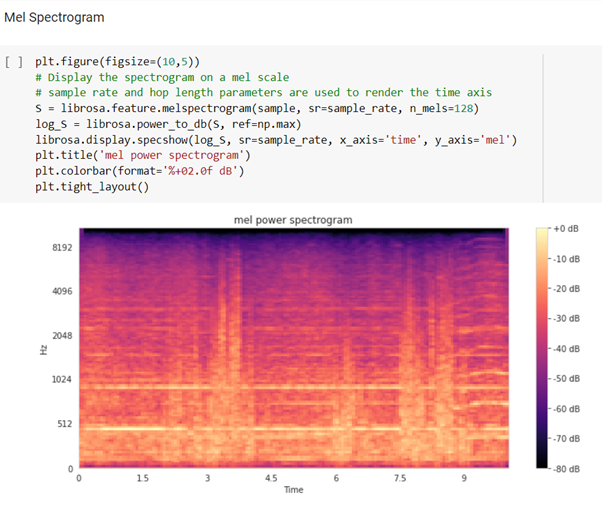 Mel Spectrogram
[ ] plt.figure(figsize=(10,5))
# Display the spectrogram on a mel scale
# sample rate and hop length parameters are used to render the time axis
S = librosa.feature.melspectrogram(sample, sr=sample_rate, n_mels=128)
log_S = librosa.power_to_db(S, ref=np.max)
librosa.display.specshow(log_S, sr=sample_rate, x_axis='time', y_axis='mel')
plt.title('mel power spectrogram')
plt.colorbar(format='%+02.0f dB')
plt.tight_layout()
mel power spectrogram
8192
4096
2048
1024
512
0
Hz
0 1.5 3 4.5 6 7.5 9
Time
+0 dB
-10 dB
-20 dB
-30 dB
-40 dB
-50 dB
-60 dB
-70 dB
-80 dB